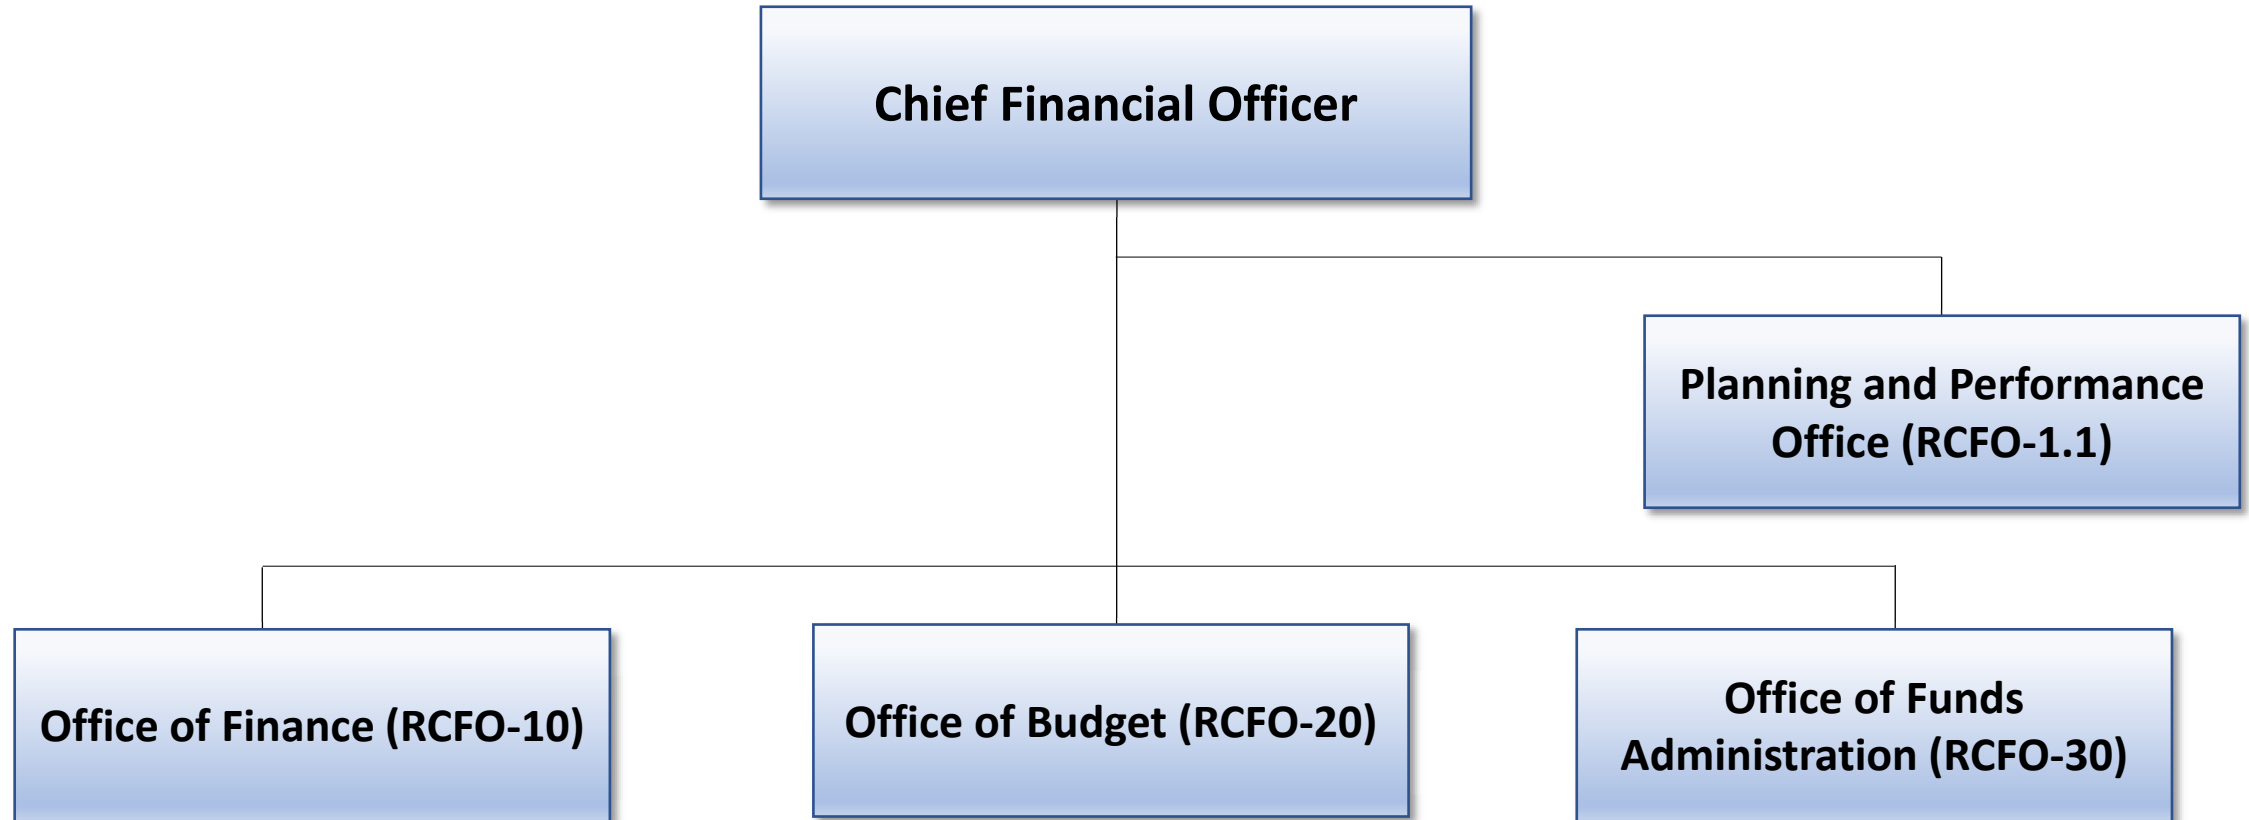 Chief Financial Officer
Planning and Performance
Office (RCFO-1.1)
Office of Finance (RCFO-10)
Office of Budget (RCFO-20)
Office of Funds
Administration (RCFO-30)